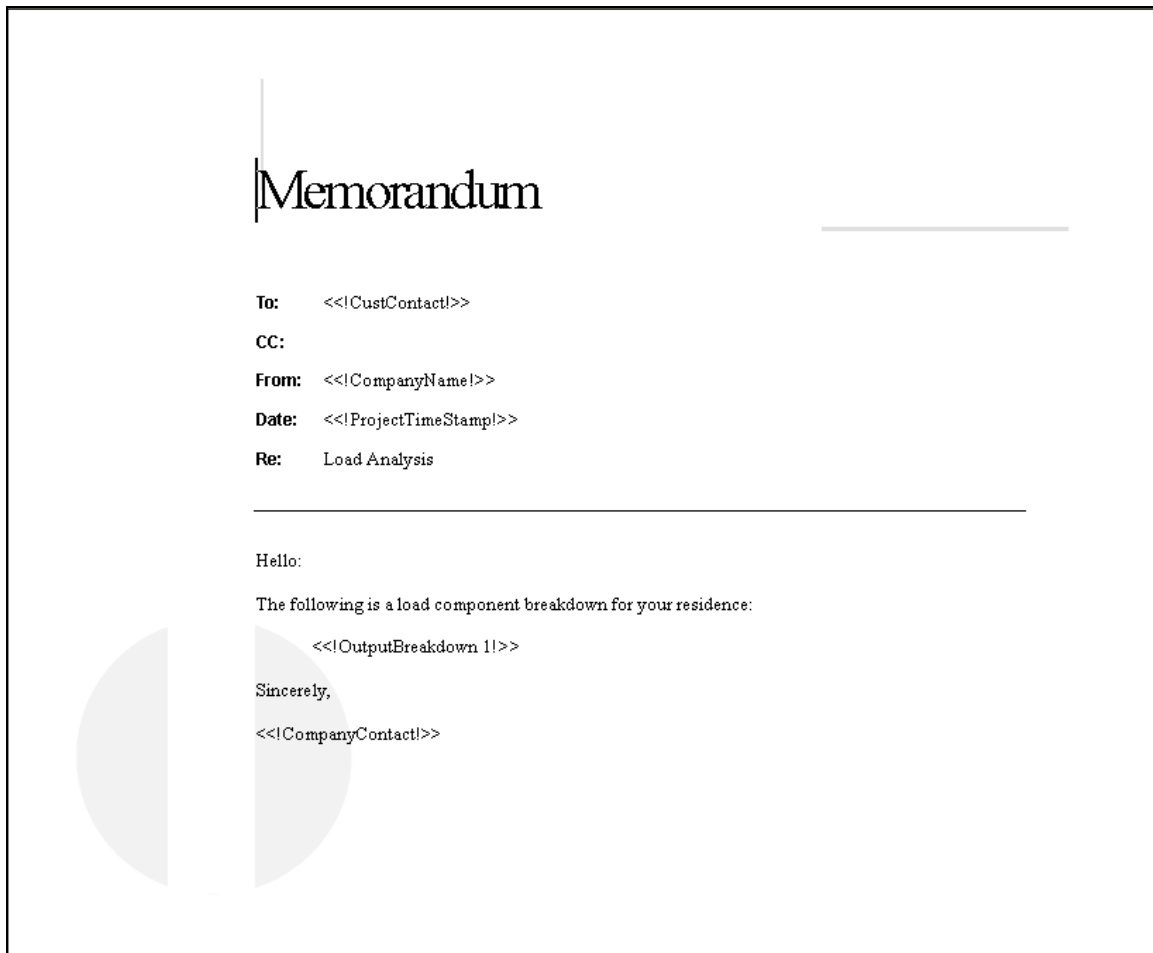 Memorandum
To: <<!CustContact!>>
CC:
From: <<!CompanyName!>>
Date: <<!ProjectTimeStamp!>>
Re: Load Analysis
Hello:
The following is a load component breakdown for your residence:
<<!OutputBreakdown 1!>>
Sincerely,
<<!CompanyContact!>>